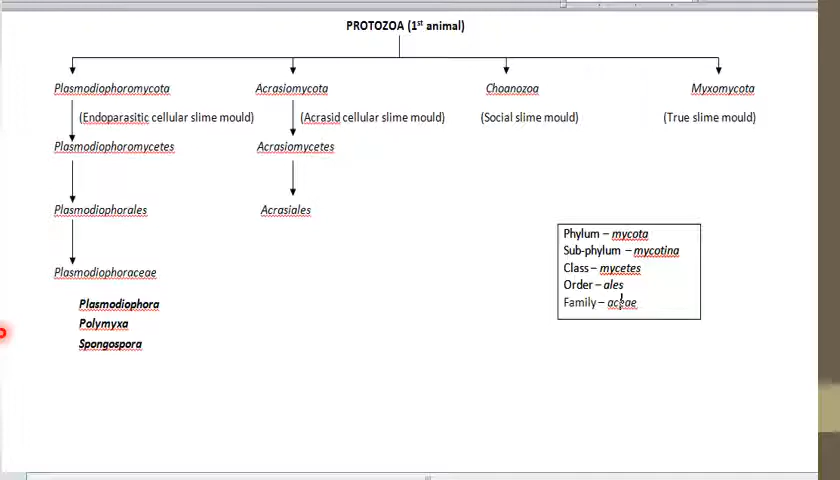 PROTOZOA (1st animal)
Plasmodiophoromycota Acrasiomycota Choanozoa Myxomycota
(Endoparasitic cellular slime mould) (Acrasid cellular slime mould) (Social slime mould) (True slime mould)
Plasmodiophoromycetes Acrasiomycetes
Plasmodiophorales Acrasiales
Phylum – mycota
Sub-phylum – mycotina
Class – mycetes
Order – ales
Family – aceae
Plasmodiophoraceae
Plasmodiophora
Polymyxa
Spongospora